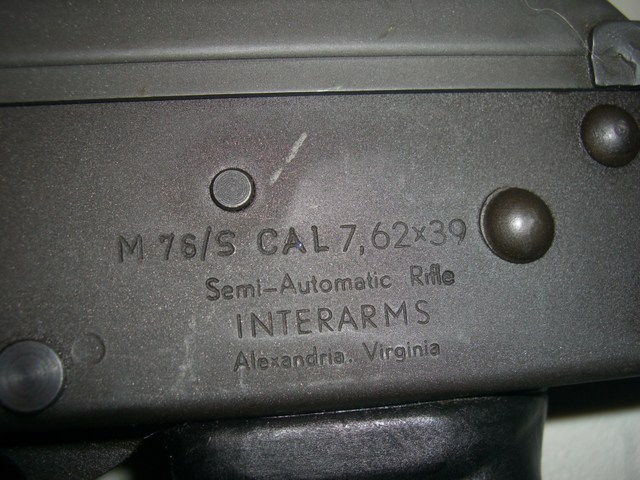 M 76/S CAL 7,62x39
Semi-Automatic Rifle
INTERARMS
Alexandria. Virginia